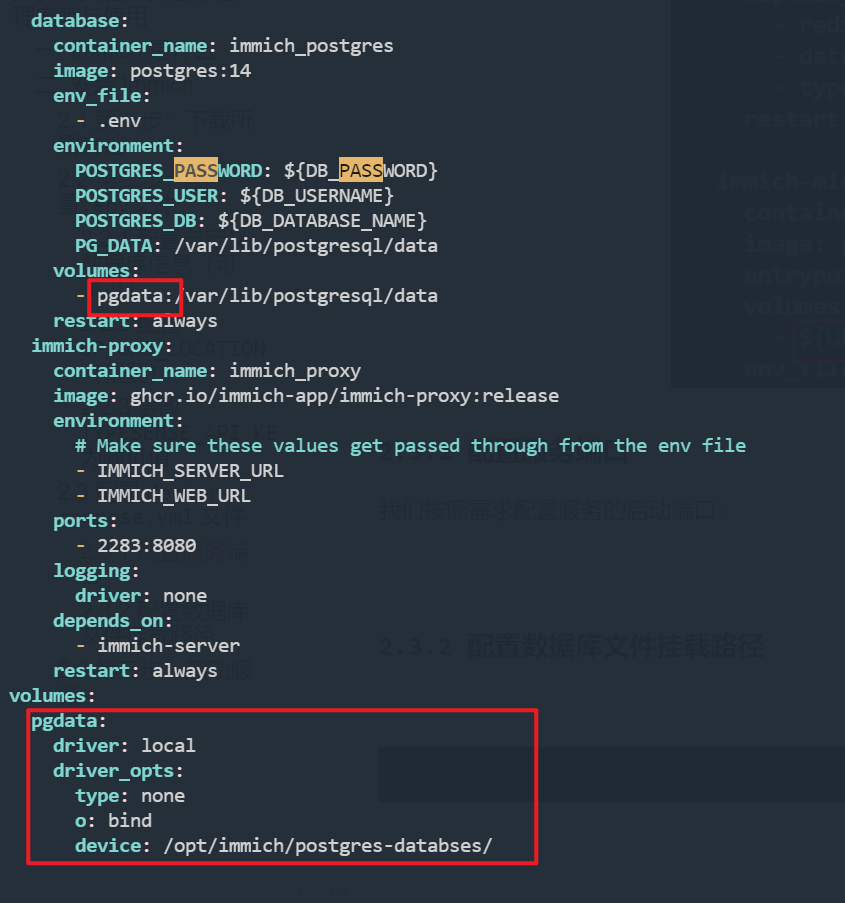 database:
container_name: immich_postgres
image: postgres:14
env_file:
- .env
environment:
POSTGRES_PASSWORD: ${DB_PASSWORD}
POSTGRES_USER: ${DB_USERNAME}
POSTGRES_DB: ${DB_DATABASE_NAME}
PG_DATA: /var/lib/postgresql/data
volumes:
- pgdata:/var/lib/postgresql/data
restart: always
immich-proxy:
container_name: immich_proxy
image: ghcr.io/immich-app/immich-proxy:release
environment:
# Make sure these values get passed through from the env file
- IMMICH_SERVER_URL
- IMMICH_WEB_URL
ports:
- 2283:8080
logging:
driver: none
depends_on:
- immich-server
restart: always
volumes:
pgdata:
driver: local
driver_opts:
type: none
o: bind
device: /opt/immich/postgres-databses/
我们按照需求配置服务的启动端口
2.3.2 配置数据库文件挂载路径